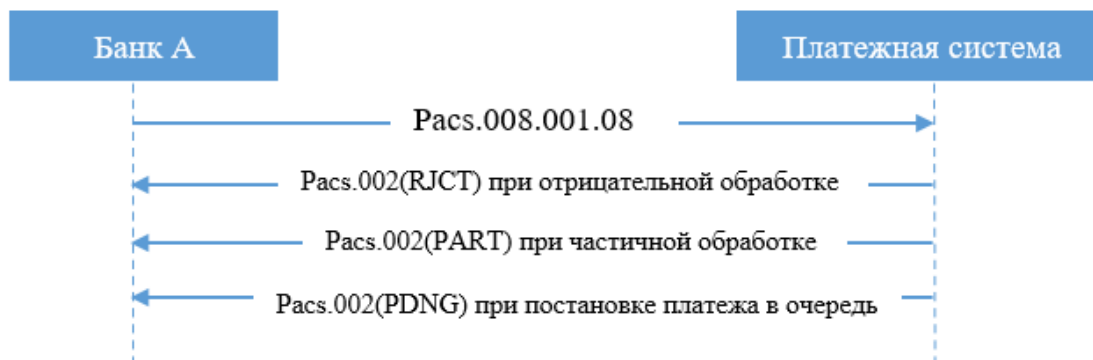 Банк А
Платежная система
Pacs.008.001.08
Pacs.002(RJCT) при отрицательной обработке
Pacs.002(PART) при частичной обработке
Pacs.002(PDNG) при постановке платежа в очередь